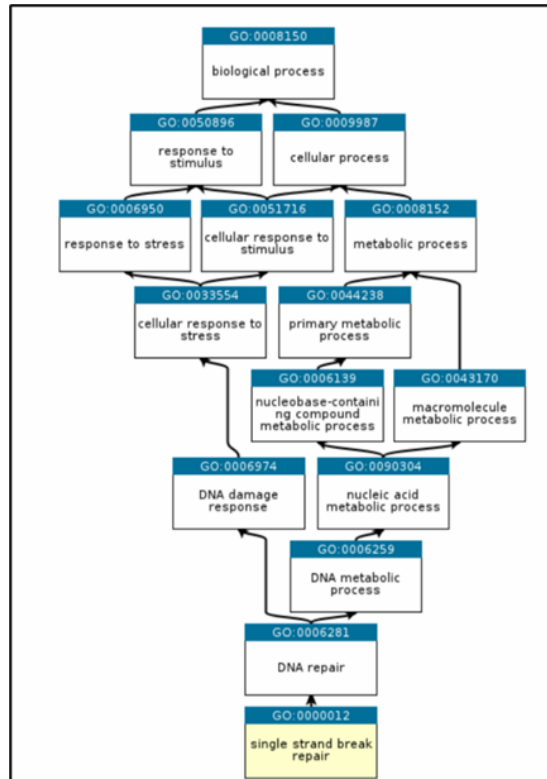 GO:0008150
biological process
GO:0050896
response to
stimulus
GO:0009987
cellular process
GO:0006950
response to stress
GO:0051716
cellular response to
stimulus
GO:0008152
metabolic process
GO:0033554
cellular response to
stress
GO:0044238
primary metabolic
process
GO:0006139
nucleobase-containi
ng compound
metabolic process
GO:0043170
macromolecule
metabolic process
GO:0006974
DNA damage
response
GO:0090304
nucleic acid
metabolic process
GO:0006259
DNA metabolic
process
GO:0006281
DNA repair
GO:0000012
single strand break
repair